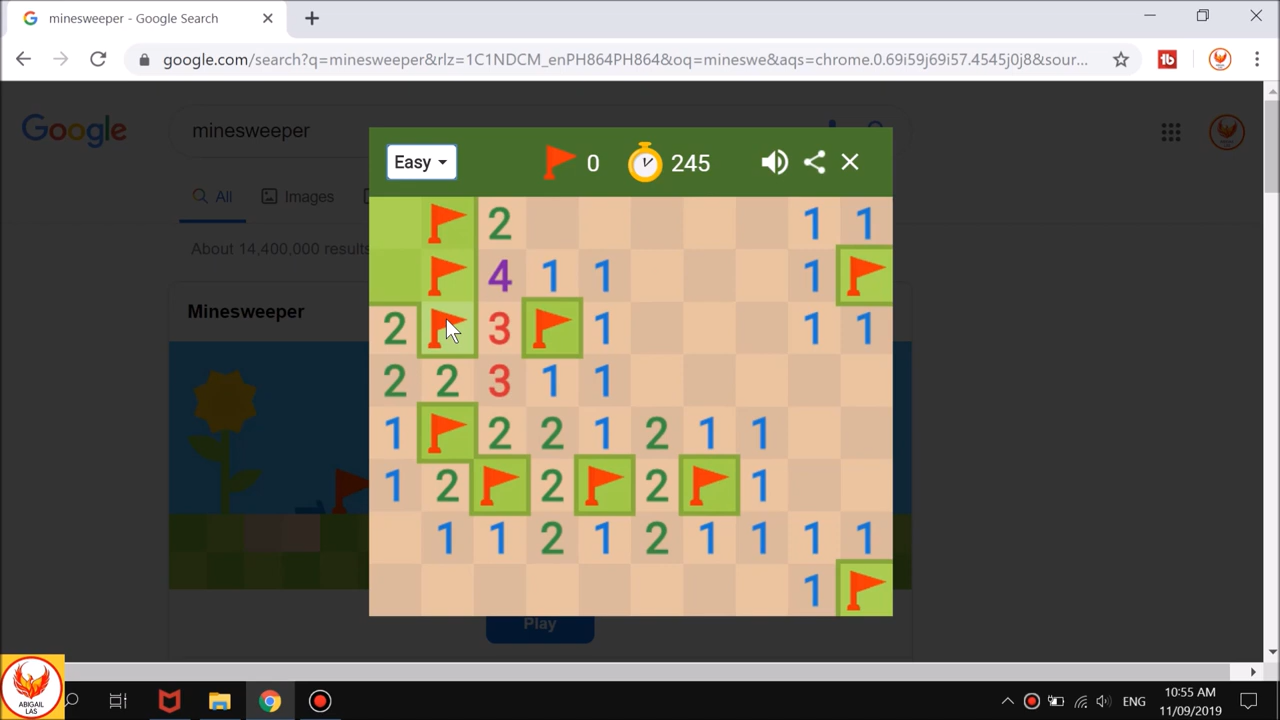 minesweeper - Google Search
google.com/search?q=minesweeper&rlz=1C1NDCM_enPH864PH864&oq=mineswe&aqs=chrome.0.69i59j69i57.4545j0j8&sour...
Google
minesweeper
All
Images
About 14,400,000 results
Minesweeper
Easy
0
245
2 1 1
4 1 1 1
2 3 1 1 1
2 2 3 1 1
1 2 2 1 2 1 1
1 2 2 2 1
1 1 2 1 2 1 1 1 1
1
Play
ABIGAIL
LAS
ENG
10:55 AM
11/09/2019